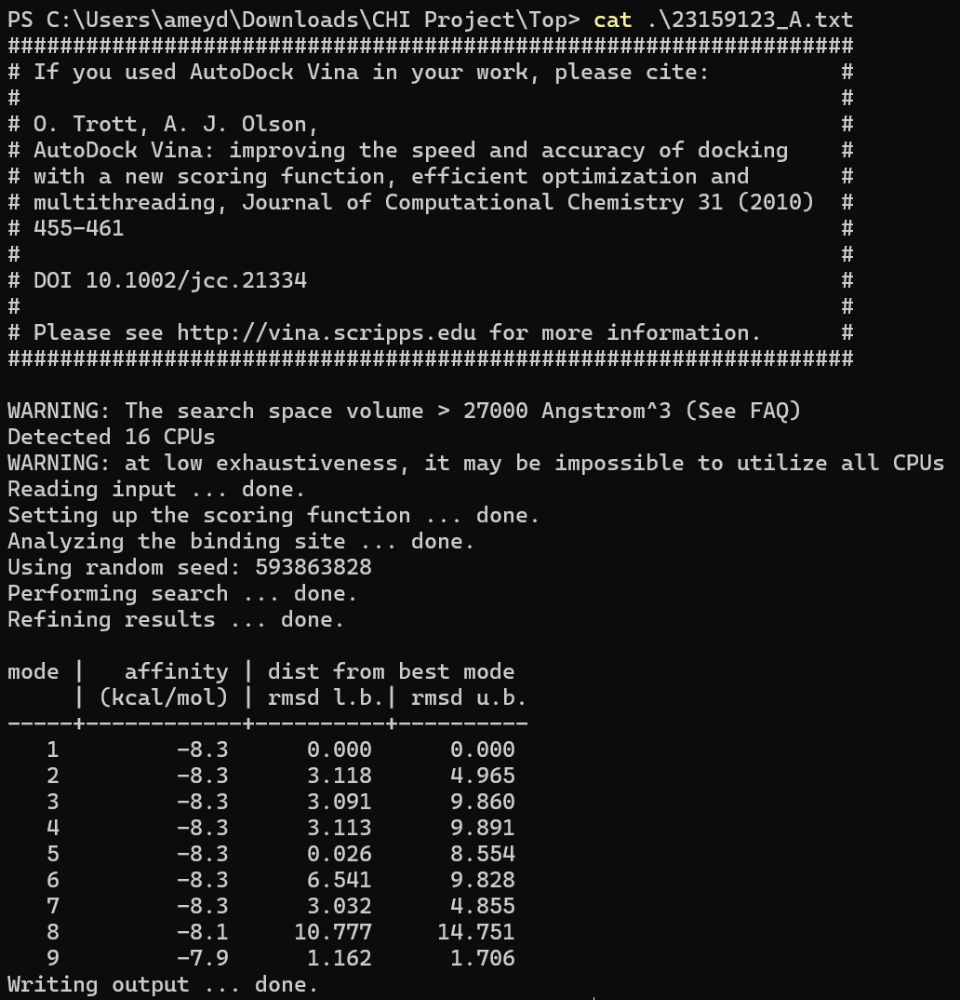 PS C:\Users\ameyd\Downloads\CHI Project\Top> cat .\23159123_A.txt
#################################################################
# If you used AutoDock Vina in your work, please cite:          #
#                                                               #
# O. Trott, A. J. Olson,                                        #
# AutoDock Vina: improving the speed and accuracy of docking    #
# with a new scoring function, efficient optimization and       #
# multithreading, Journal of Computational Chemistry 31 (2010)  #
# 455-461                                                       #
#                                                               #
# DOI 10.1002/jcc.21334                                         #
#                                                               #
# Please see http://vina.scripps.edu for more information.      #
#################################################################

WARNING: The search space volume > 27000 Angstrom^3 (See FAQ)
Detected 16 CPUs
WARNING: at low exhaustiveness, it may be impossible to utilize all CPUs
Reading input ... done.
Setting up the scoring function ... done.
Analyzing the binding site ... done.
Using random seed: 593863828
Performing search ... done.
Refining results ... done.

mode |   affinity | dist from best mode
     | (kcal/mol) | rmsd l.b.| rmsd u.b.
-----+------------+----------+----------
   1         -8.3      0.000      0.000
   2         -8.3      3.118      4.965
   3         -8.3      3.091      9.860
   4         -8.3      3.113      9.891
   5         -8.3      0.026      8.554
   6         -8.3      6.541      9.828
   7         -8.3      3.032      4.855
   8         -8.1     10.777     14.751
   9         -7.9      1.162      1.706
Writing output ... done.